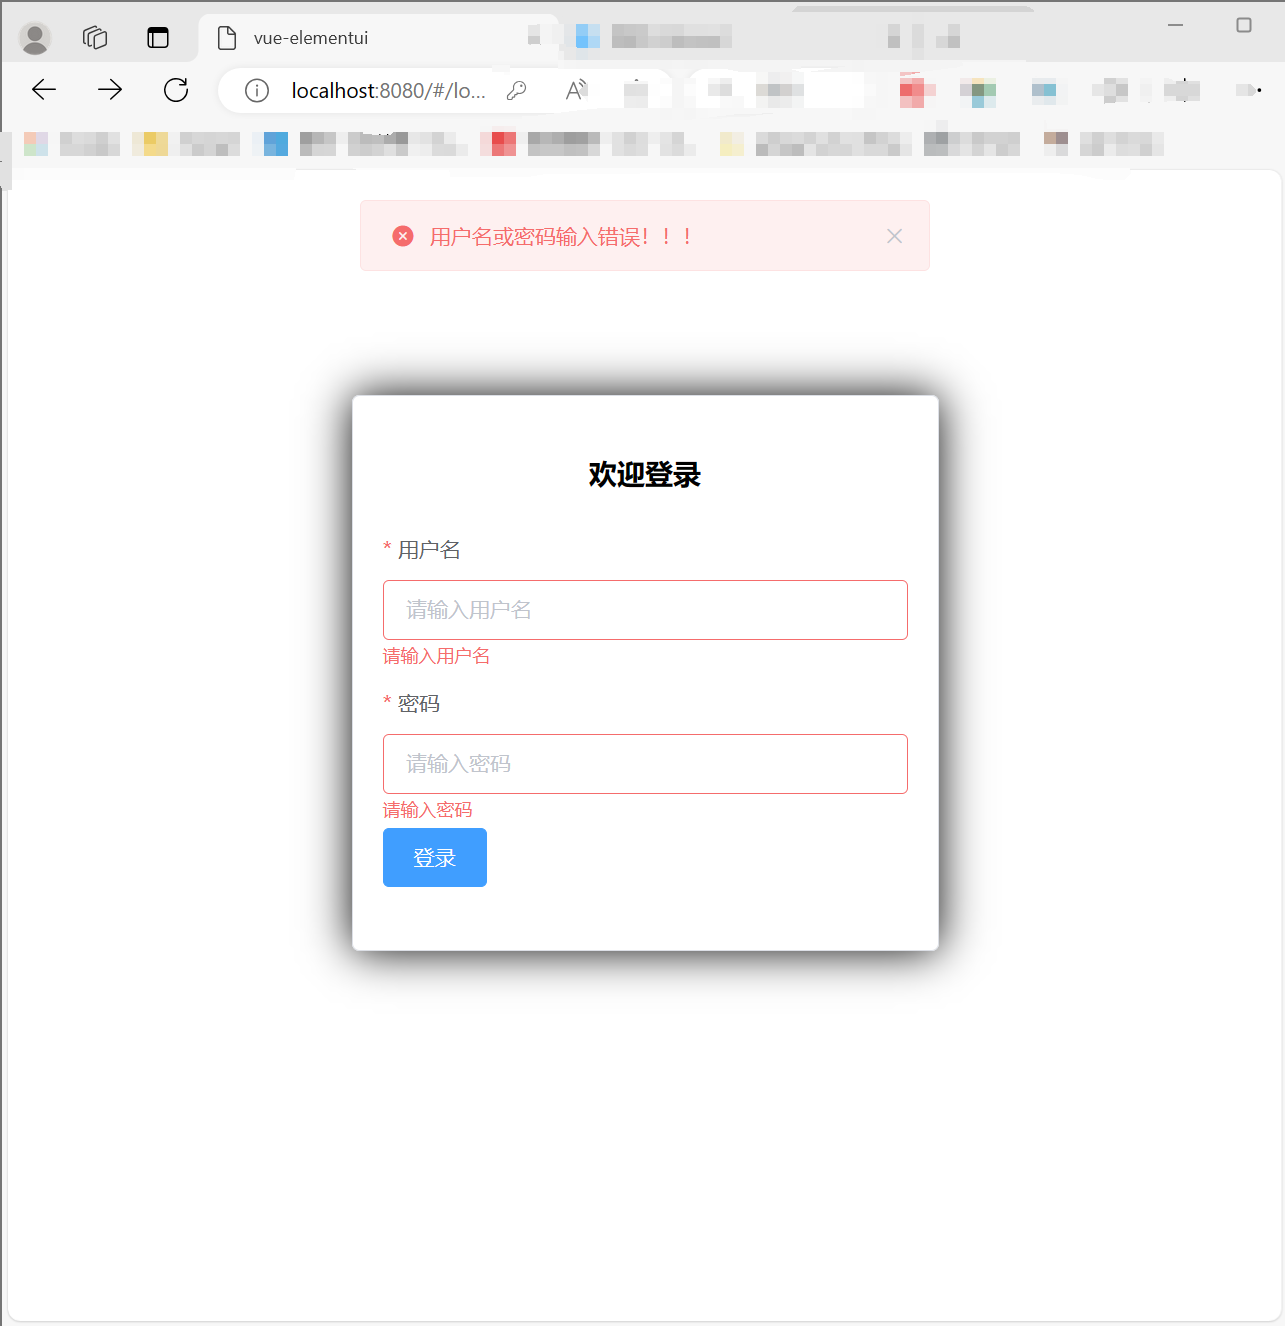 vue-elementui
localhost:8080/#/lo...
用户名或密码输入错误！！！
欢迎登录
* 用户名
请输入用户名
请输入用户名
* 密码
请输入密码
请输入密码
登录